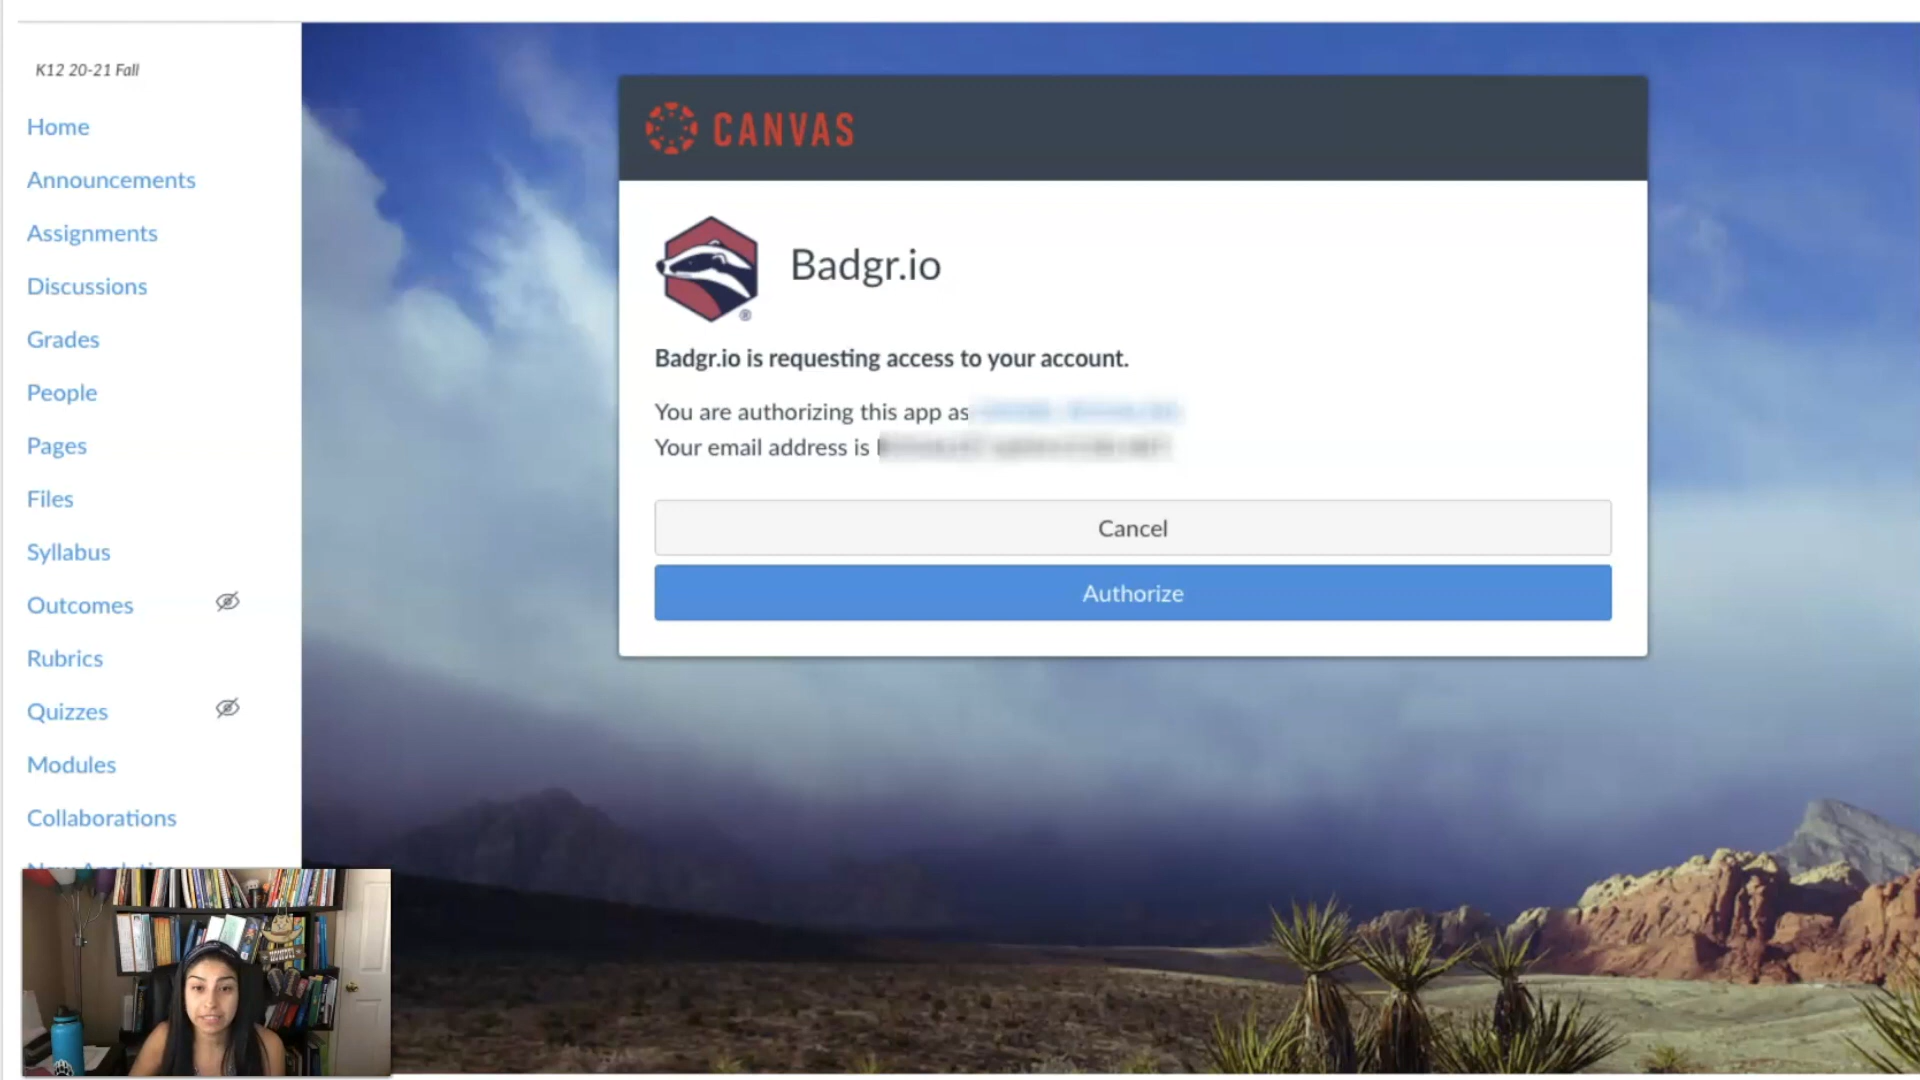 K12 20-21 Fall
Home
Announcements
Assignments
Discussions
Grades
People
Pages
Files
Syllabus
Outcomes
Rubrics
Quizzes
Modules
Collaborations
CANVAS
Badgr.io
®
Badgr.io is requesting access to your account.
You are authorizing this app as
Your email address is
Cancel
Authorize